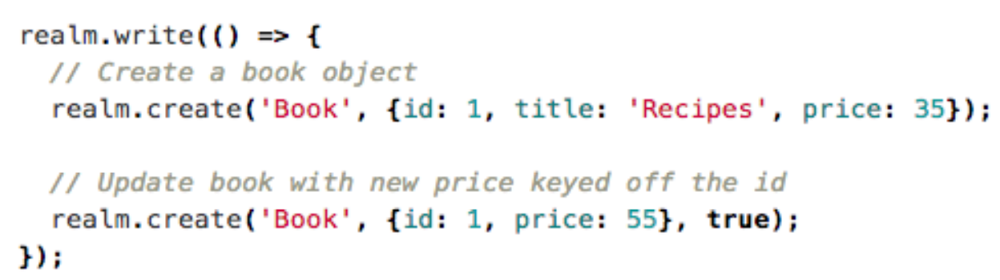 realm.write(() => {
  // Create a book object
  realm.create('Book', {id: 1, title: 'Recipes', price: 35});

  // Update book with new price keyed off the id
  realm.create('Book', {id: 1, price: 55}, true);
});